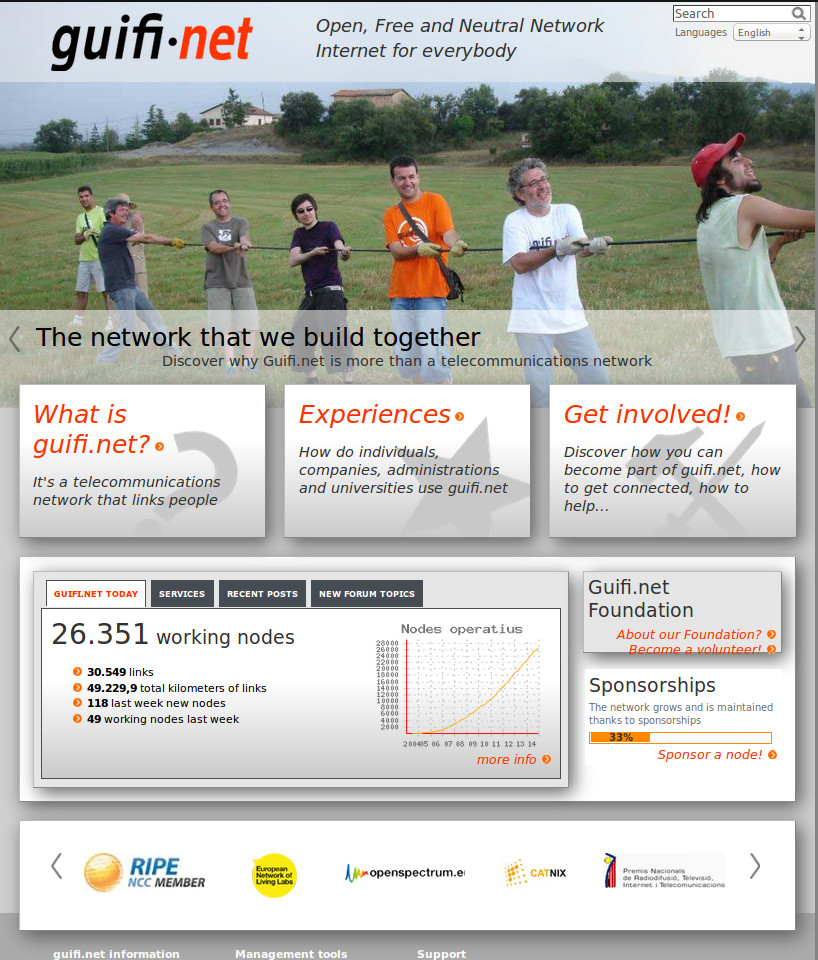 guifi·net
Open, Free and Neutral Network
Internet for everybody
Search
Languages English
The network that we build together
Discover why Guifi.net is more than a telecommunications network
What is
guifi.net?
It's a telecommunications
network that links people
Experiences
How do individuals,
companies, administrations
and universities use guifi.net
Get involved!
Discover how you can
become part of guifi.net, how
to get connected, how to
help...
GUIFI.NET TODAY
SERVICES
RECENT POSTS
NEW FORUM TOPICS
26.351 working nodes
30.549 links
49.229,9 total kilometers of links
118 last week new nodes
49 working nodes last week
Nodes operatius
28000
26000
24000
22000
20000
18000
16000
14000
12000
10000
8000
6000
4000
2000
200405 06 07 08 09 10 11 12 13 14
more info
Guifi.net
Foundation
About our Foundation?
Become a volunteer!
Sponsorships
The network grows and is maintained
thanks to sponsorships
33%
Sponsor a node!
RIPE
NCC MEMBER
European
Network of
Living Labs
openspectrum.e
CATNIX
Premis Nacionals
de Radiodifusió, Televisió,
Internet i Telecomunicacions
guifi.net information
Management tools
Support